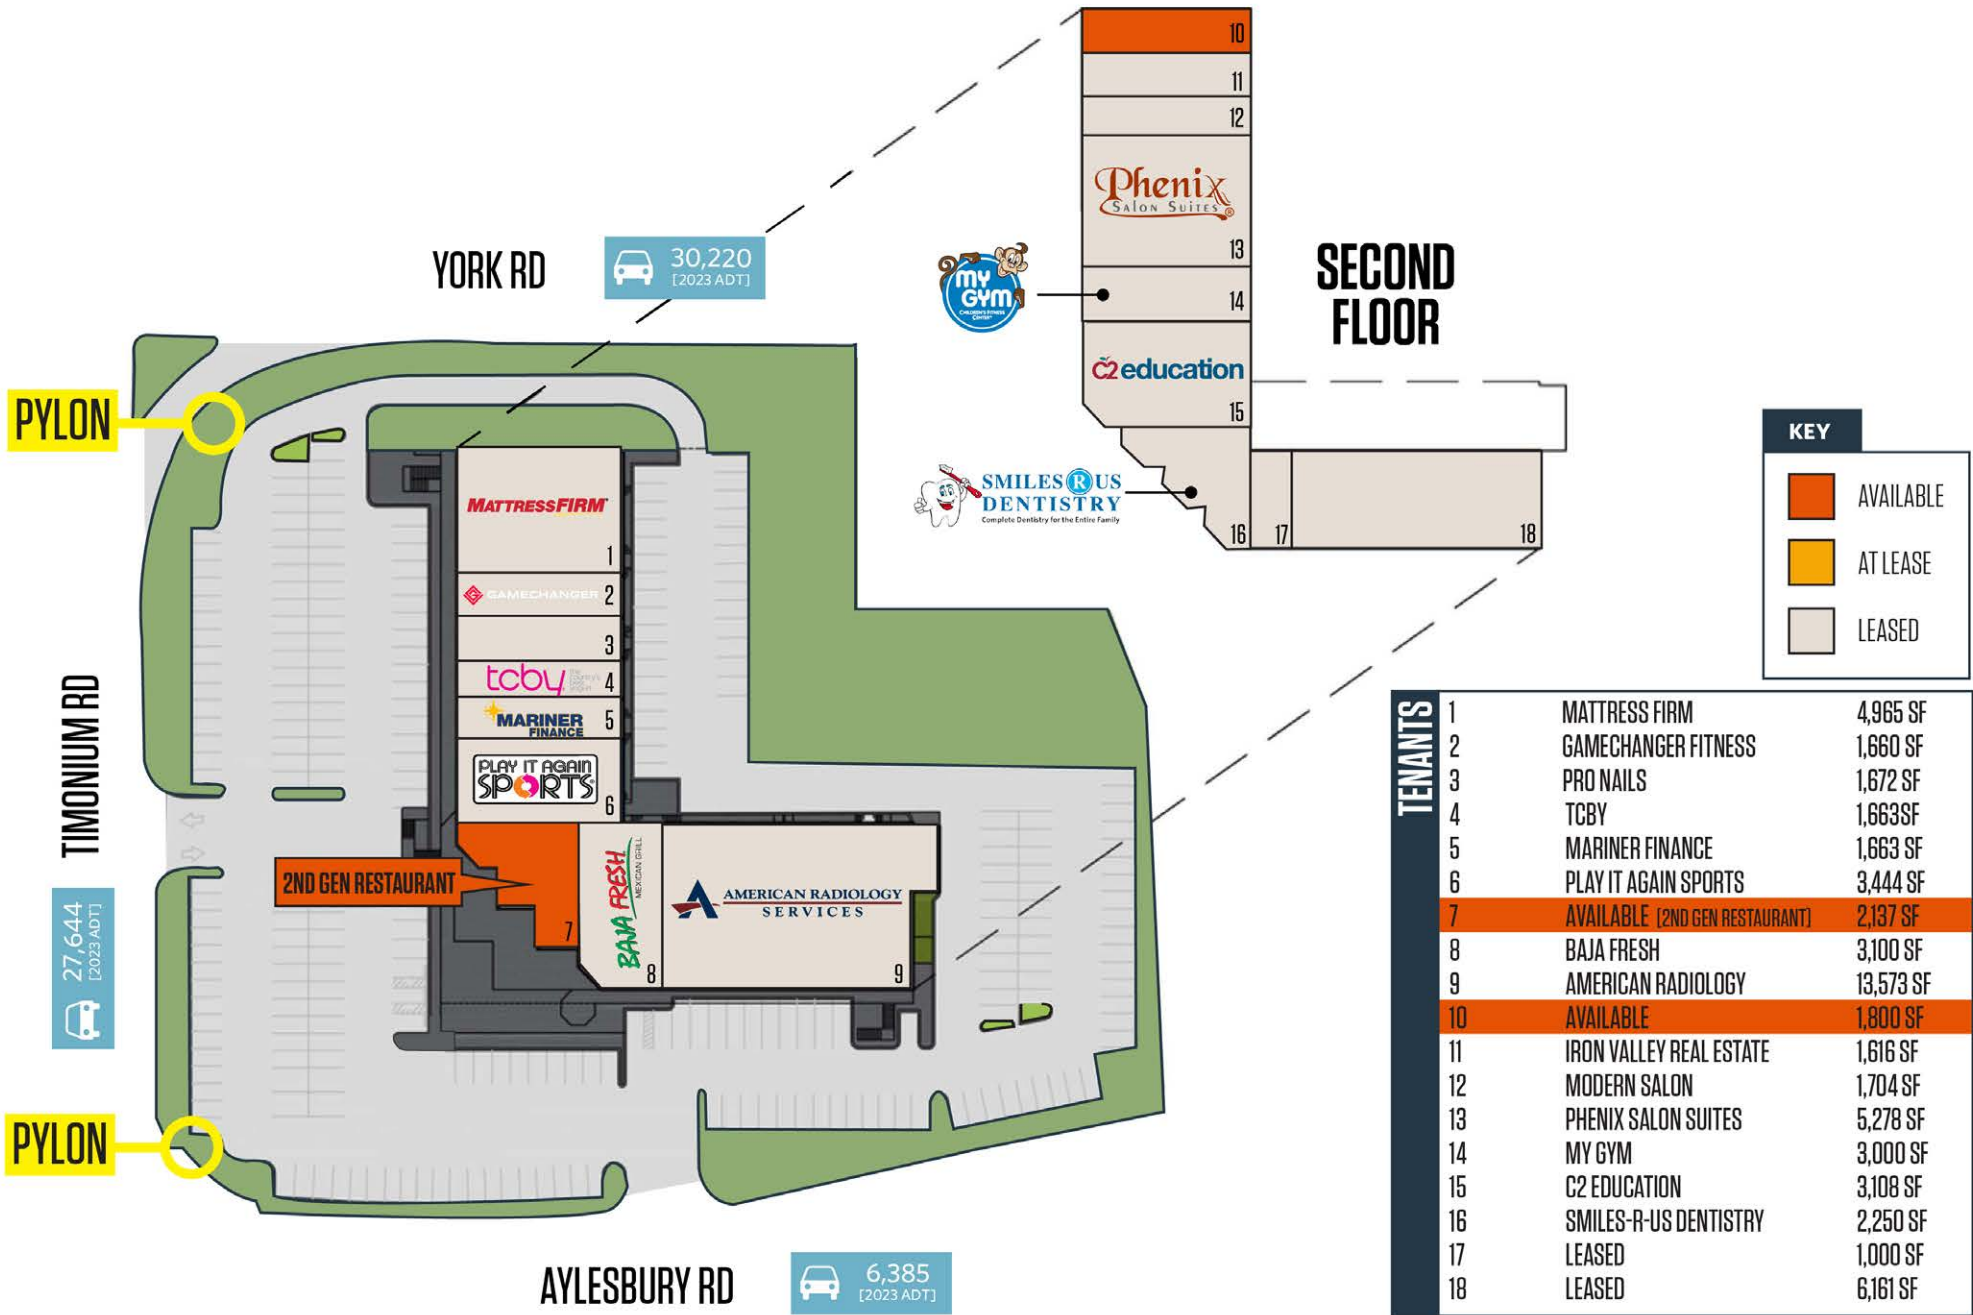 10
11
12
Phenix
SALON SUITES
13
YORK RD
30,220
[2023 ADT]
SECOND
FLOOR
MY
GYM
CHILDREN'S FITNESS
CENTER
14
C2 education
15
PYLON
KEY
AVAILABLE
AT LEASE
LEASED
SMILES R US
DENTISTRY
Complete Dentistry for the Entire Family
16
17
18
MATTRESSFIRM
1
GAMECHANGER
2
3
tcby
4
MARINER
FINANCE
5
PLAY IT AGAIN
SPORTS
6
TIMONIUM RD
27,644
[2023 ADT]
2ND GEN RESTAURANT
7
BAJA FRESH
MEXICAN GRILL
8
AMERICAN RADIOLOGY
SERVICES
9
PYLON
AYLESBURY RD
6,385
[2023 ADT]
TENANTS
1 MATTRESS FIRM 4,965 SF
2 GAMECHANGER FITNESS 1,660 SF
3 PRO NAILS 1,672 SF
4 TCBY 1,663SF
5 MARINER FINANCE 1,663 SF
6 PLAY IT AGAIN SPORTS 3,444 SF
7 AVAILABLE [2ND GEN RESTAURANT] 2,137 SF
8 BAJA FRESH 3,100 SF
9 AMERICAN RADIOLOGY 13,573 SF
10 AVAILABLE 1,800 SF
11 IRON VALLEY REAL ESTATE 1,616 SF
12 MODERN SALON 1,704 SF
13 PHENIX SALON SUITES 5,278 SF
14 MY GYM 3,000 SF
15 C2 EDUCATION 3,108 SF
16 SMILES-R-US DENTISTRY 2,250 SF
17 LEASED 1,000 SF
18 LEASED 6,161 SF